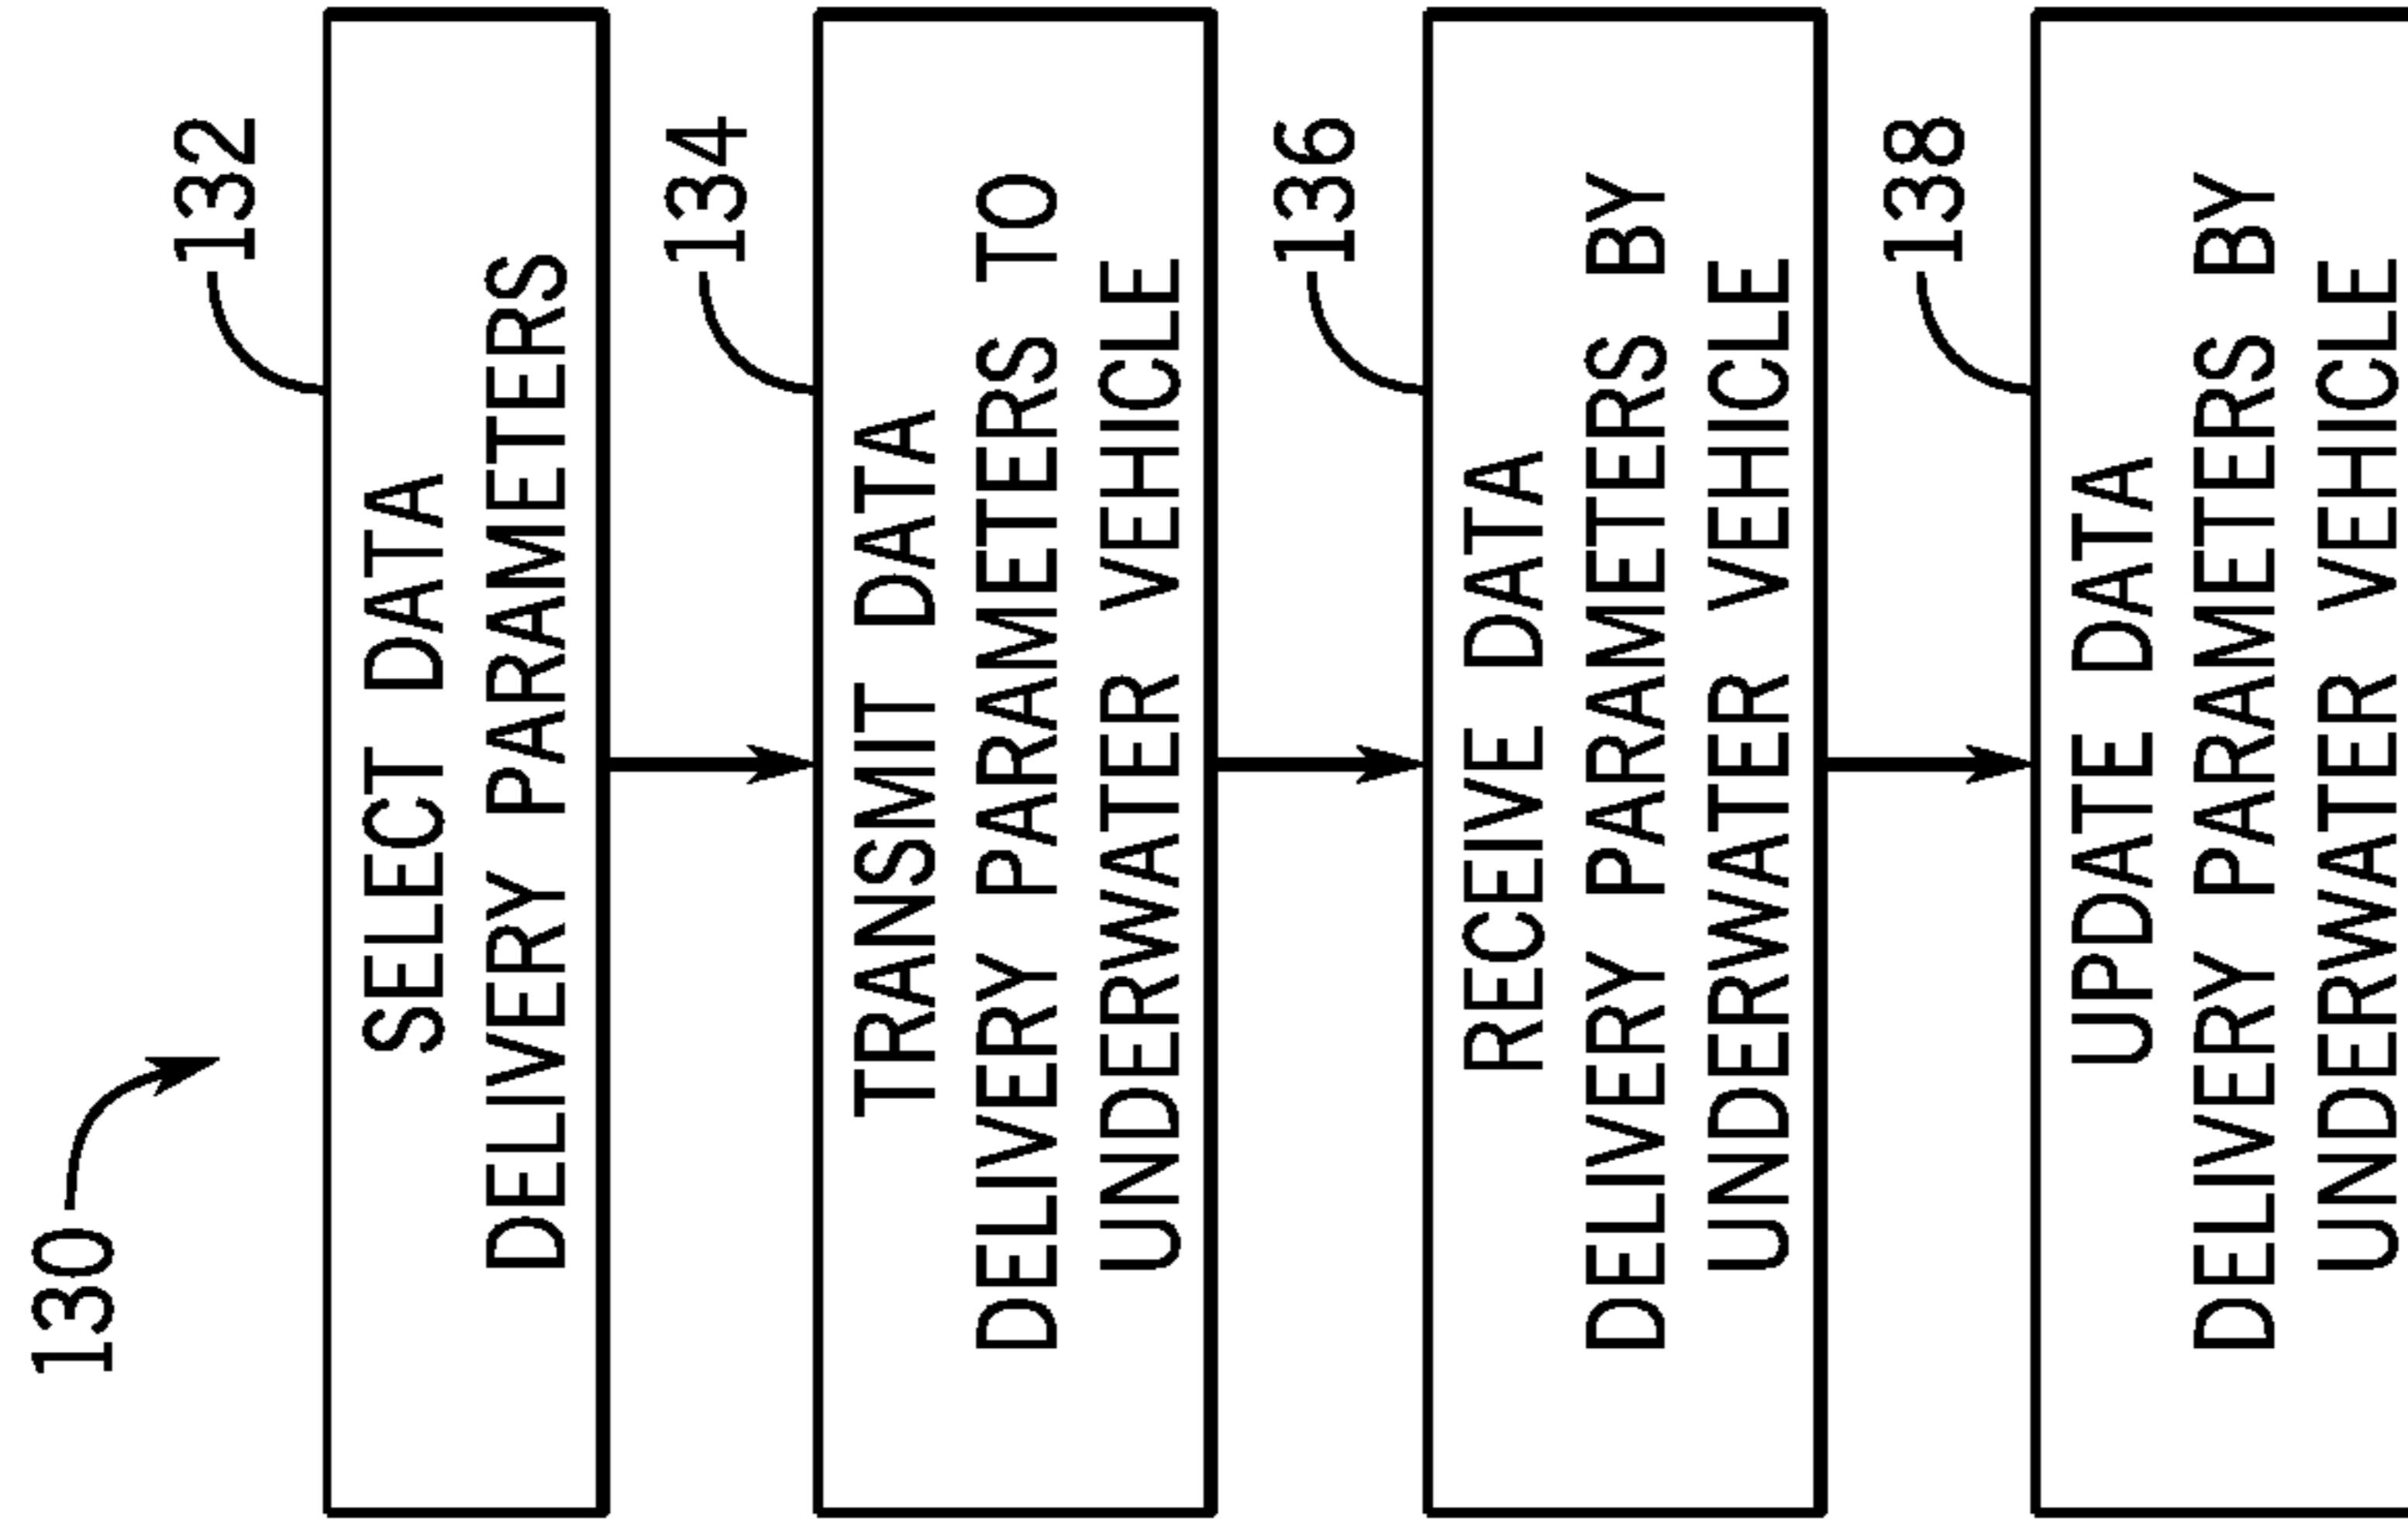 130
132
SELECT DATA
DELIVERY PARAMETERS
134
TRANSMIT DATA
DELIVERY PARAMETERS TO
UNDERWATER VEHICLE
136
RECEIVE DATA
DELIVERY PARAMETERS BY
UNDERWATER VEHICLE
138
UPDATE DATA
DELIVERY PARAMETERS BY
UNDERWATER VEHICLE